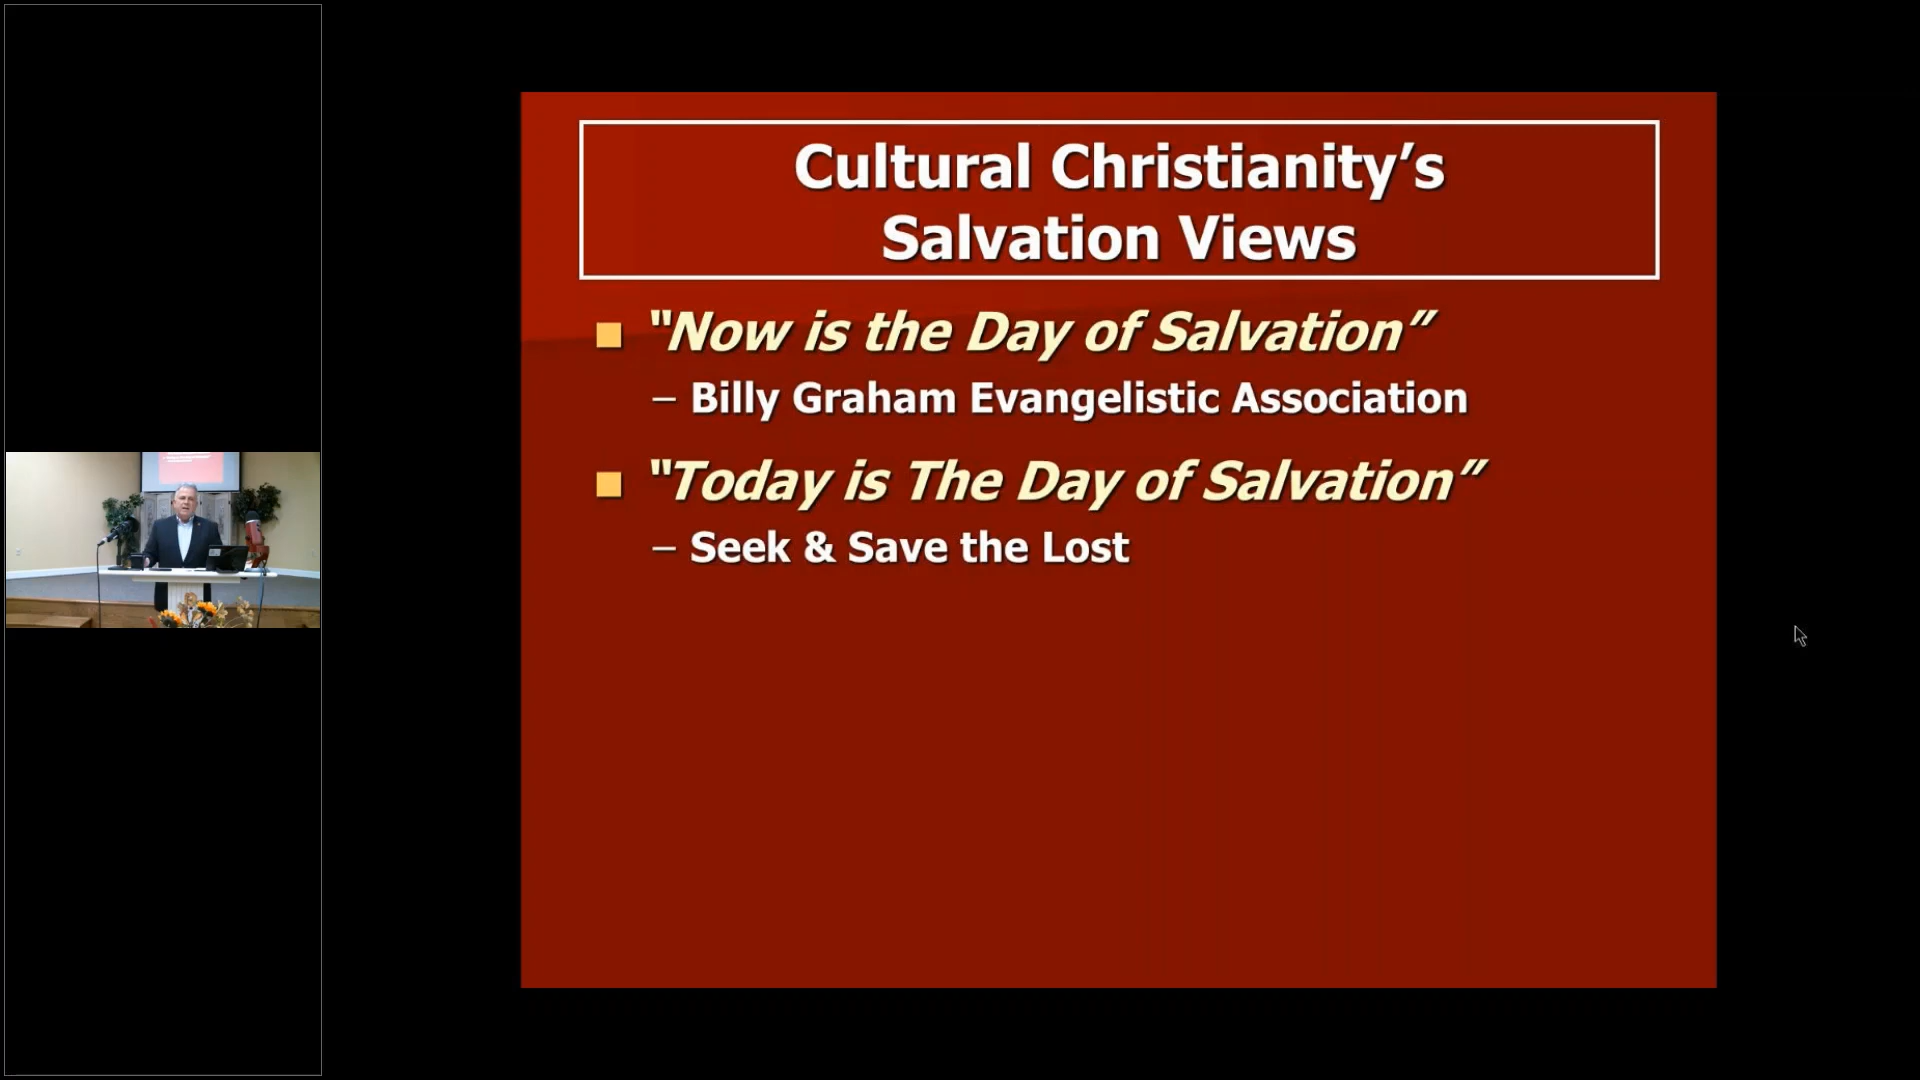 Cultural Christianity’s
Salvation Views
“Now is the Day of Salvation”
– Billy Graham Evangelistic Association
“Today is The Day of Salvation”
– Seek & Save the Lost